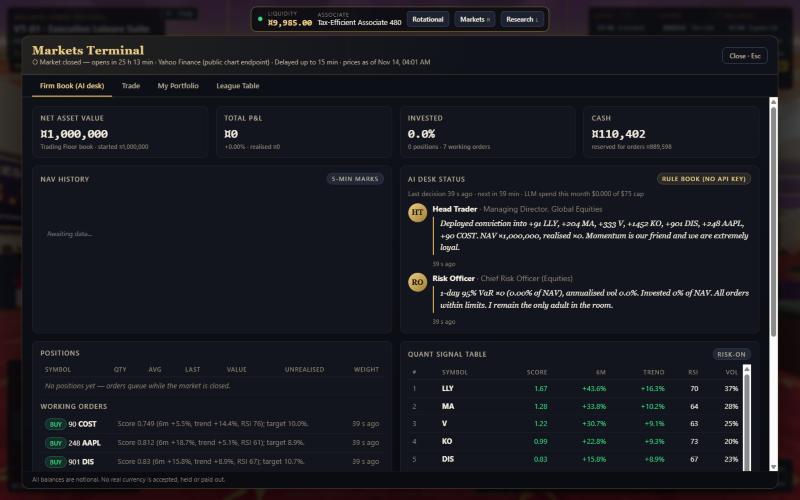 LIQUIDITY
¤9,985.00
ASSOCIATE
Tax-Efficient Associate 480
Rotational
Markets
Research
Markets Terminal
Market closed — opens in 25 h 13 min · Yahoo Finance (public chart endpoint) · Delayed up to 15 min · prices as of Nov 14, 04:01 AM
Close · Esc
Firm Book (AI desk)
Trade
My Portfolio
League Table
NET ASSET VALUE
¤1,000,000
Trading Floor book · started ¤1,000,000
TOTAL P&L
¤0
+0.00% · realised ¤0
INVESTED
0.0%
0 positions · 7 working orders
CASH
¤110,402
reserved for orders ¤889,598
NAV HISTORY
5-MIN MARKS
Awaiting data...
AI DESK STATUS
RULE BOOK (NO API KEY)
Last decision 39 s ago · next in 59 min · LLM spend this month $0.000 of $75 cap
HT
Head Trader · Managing Director, Global Equities
Deployed conviction into +91 LLY, +204 MA, +333 V, +1452 KO, +901 DIS, +248 AAPL,
+90 COST. NAV ¤1,000,000, realised ¤0. Momentum is our friend and we are extremely
loyal.
39 s ago
RO
Risk Officer · Chief Risk Officer (Equities)
1-day 95% VaR ¤0 (0.00% of NAV), annualised vol 0.0%. Invested 0% of NAV. All orders
within limits. I remain the only adult in the room.
39 s ago
POSITIONS
SYMBOL QTY AVG LAST VALUE UNREALISED WEIGHT
No positions yet — orders queue while the market is closed.
WORKING ORDERS
BUY 90 COST Score 0.749 (6m +5.5%, trend +14.4%, RSI 76); target 10.0%. 39 s ago
BUY 248 AAPL Score 0.812 (6m +18.7%, trend +5.1%, RSI 61); target 8.9%. 39 s ago
BUY 901 DIS Score 0.83 (6m +15.8%, trend +8.9%, RSI 67); target 10.7%. 39 s ago
QUANT SIGNAL TABLE
RISK-ON
# SYMBOL SCORE 6M TREND RSI VOL
1 LLY 1.67 +43.6% +16.3% 70 37%
2 MA 1.28 +33.8% +10.2% 64 28%
3 V 1.22 +30.7% +9.1% 63 25%
4 KO 0.99 +22.8% +9.3% 73 20%
5 DIS 0.83 +15.8% +8.9% 67 23%
All balances are notional. No real currency is accepted, held or paid out.